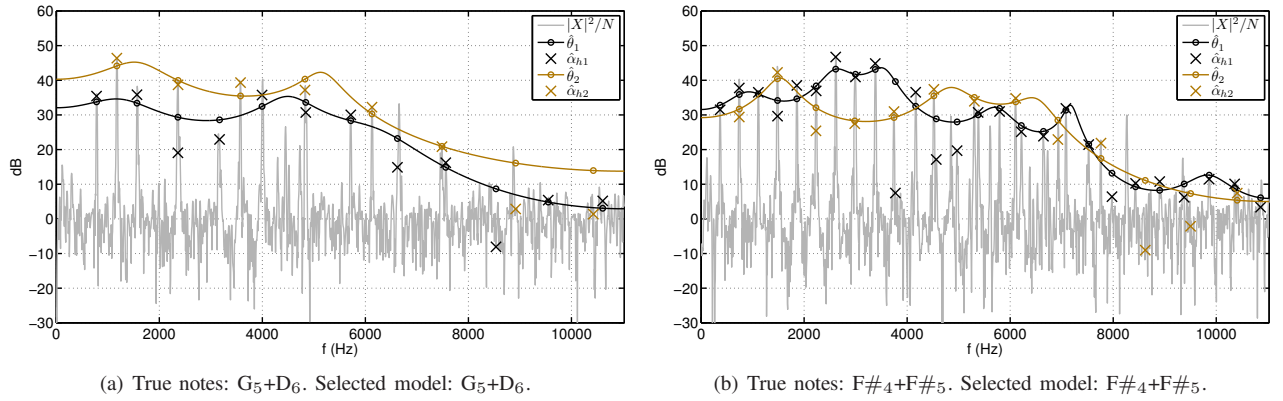 60
50
40
30
20
10
0
−10
−20
−30
dB
0 2000 4000 6000 8000 10000
f (Hz)
|X|²/N
θ̂₁
α̂ₕ₁
θ̂₂
α̂ₕ₂
(a) True notes: G₅+D₆. Selected model: G₅+D₆.
60
50
40
30
20
10
0
−10
−20
−30
dB
0 2000 4000 6000 8000 10000
f (Hz)
|X|²/N
θ̂₁
α̂ₕ₁
θ̂₂
α̂ₕ₂
(b) True notes: F#₄+F#₅. Selected model: F#₄+F#₅.